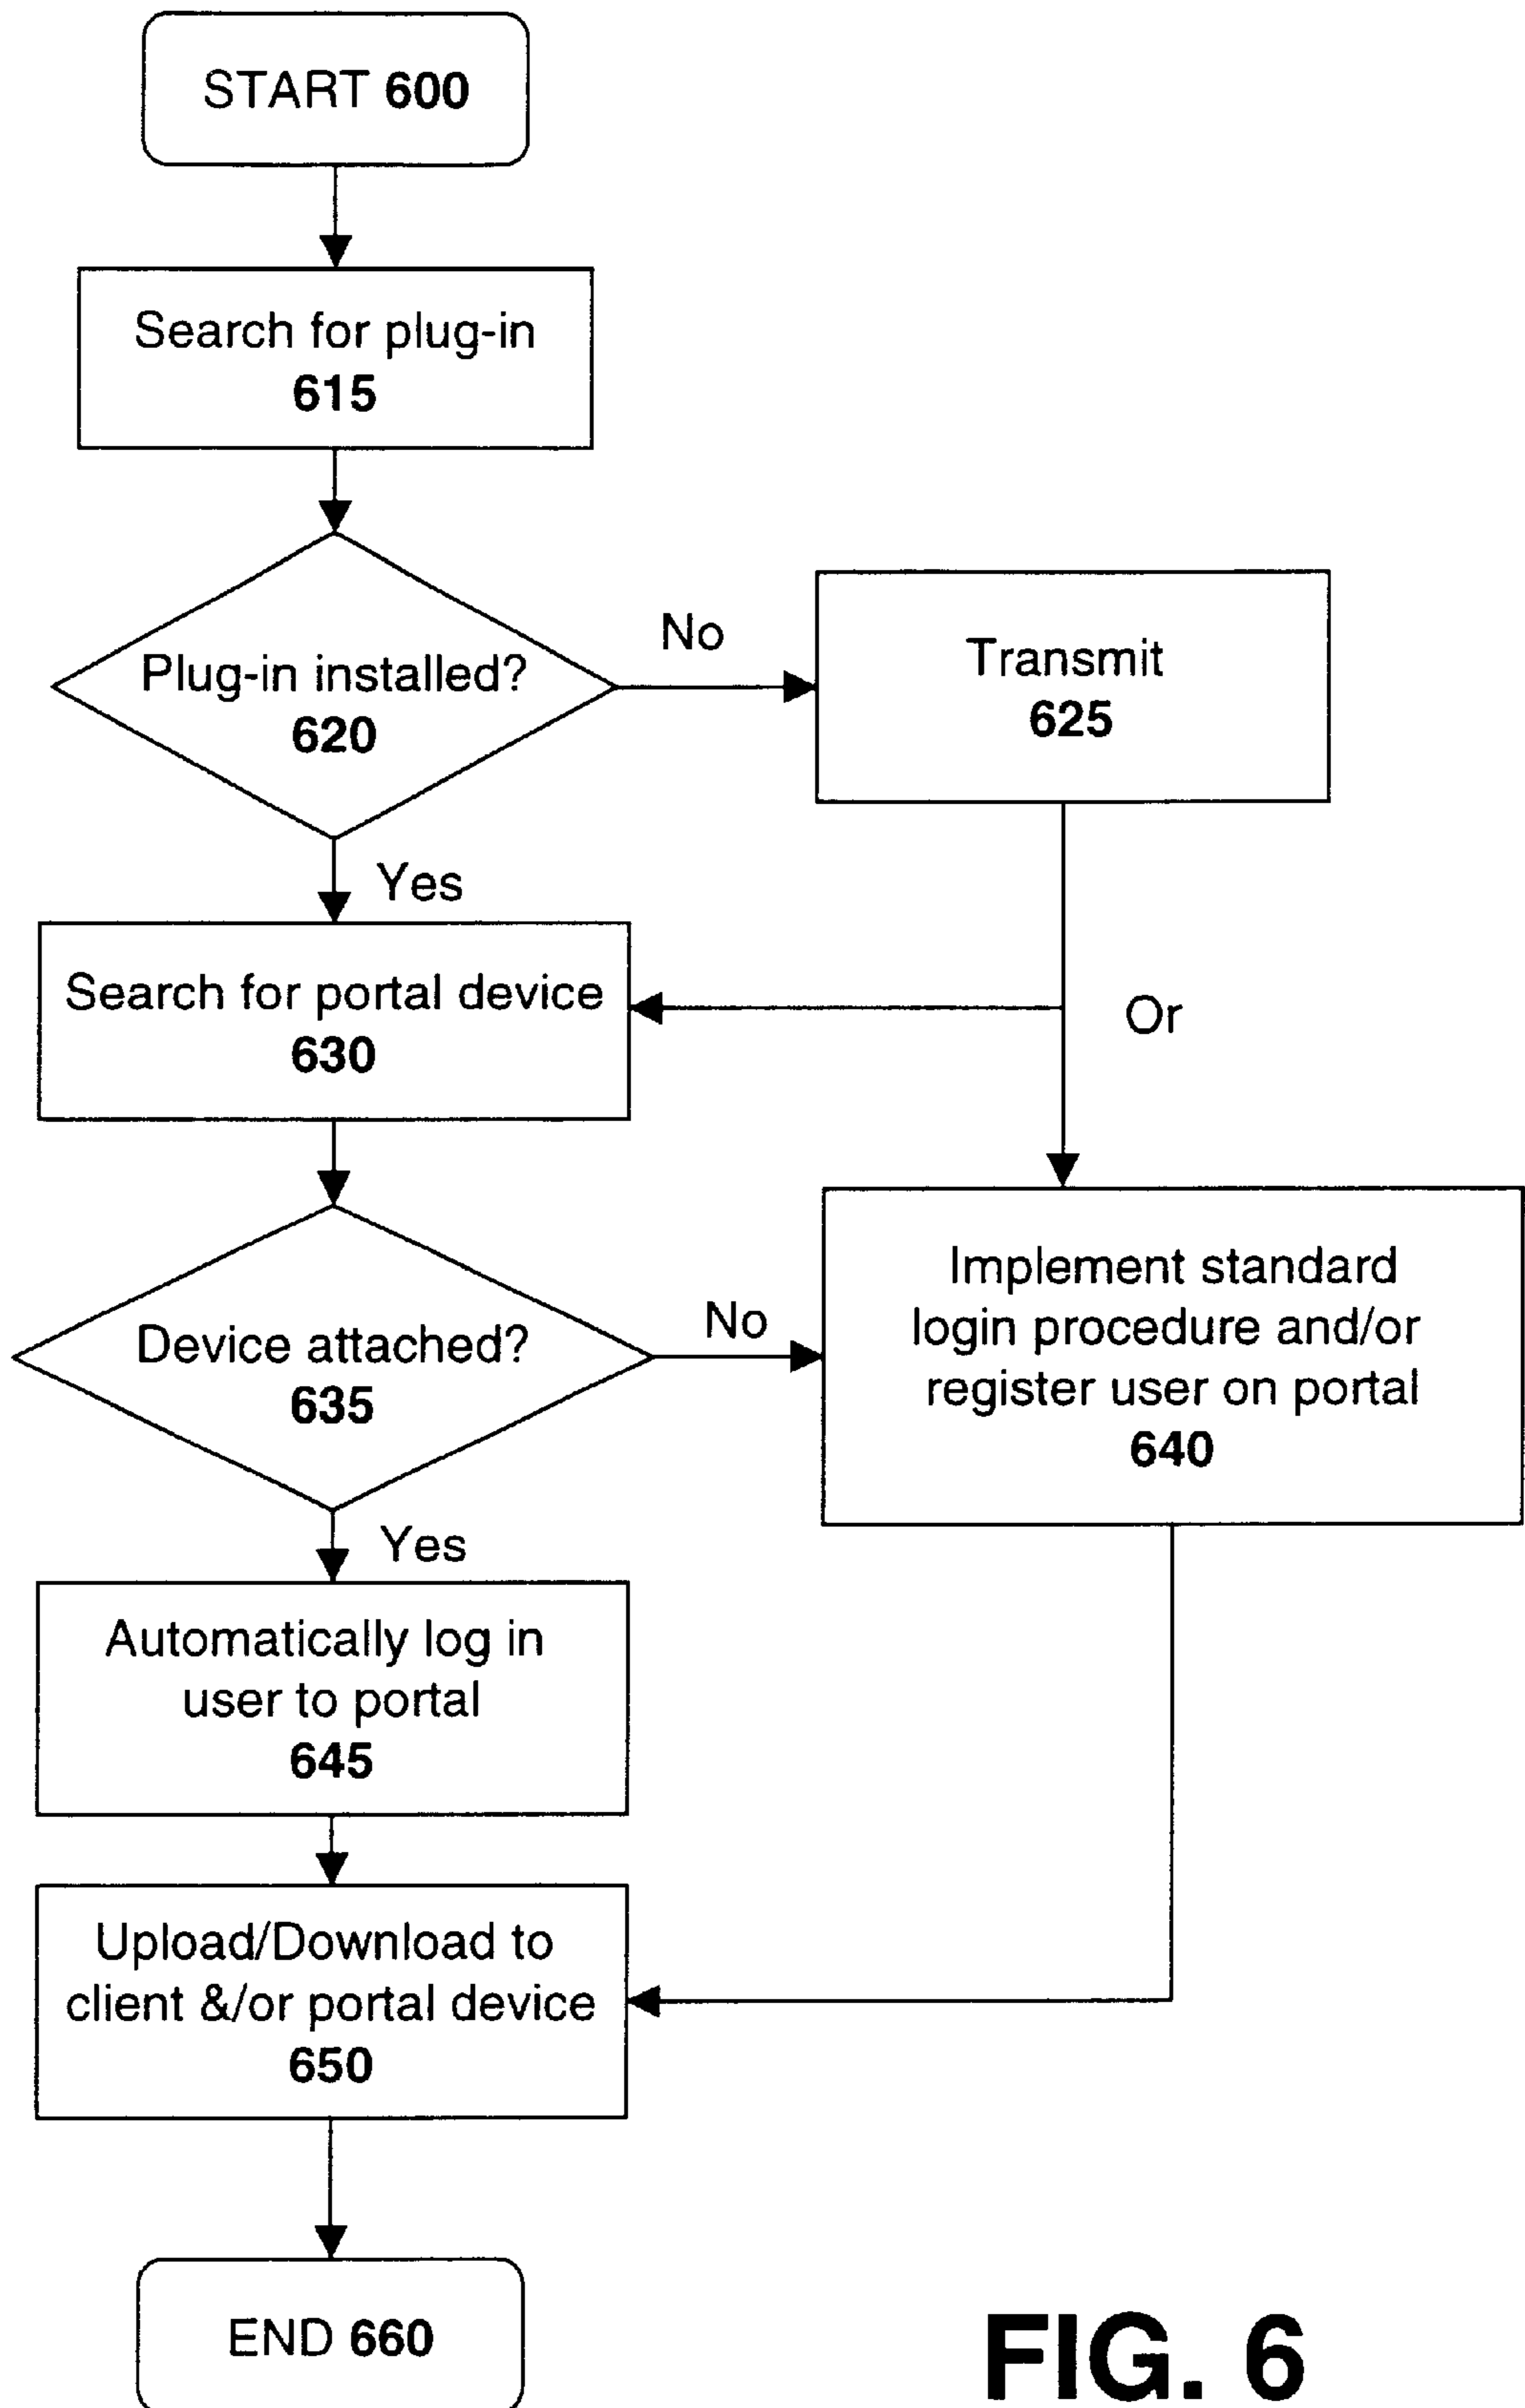 START 600
Search for plug-in
615
Plug-in installed?
620
No
Transmit
625
Yes
Search for portal device
630
Or
Device attached?
635
No
Implement standard
login procedure and/or
register user on portal
640
Yes
Automatically log in
user to portal
645
Upload/Download to
client &/or portal device
650
END 660
FIG. 6